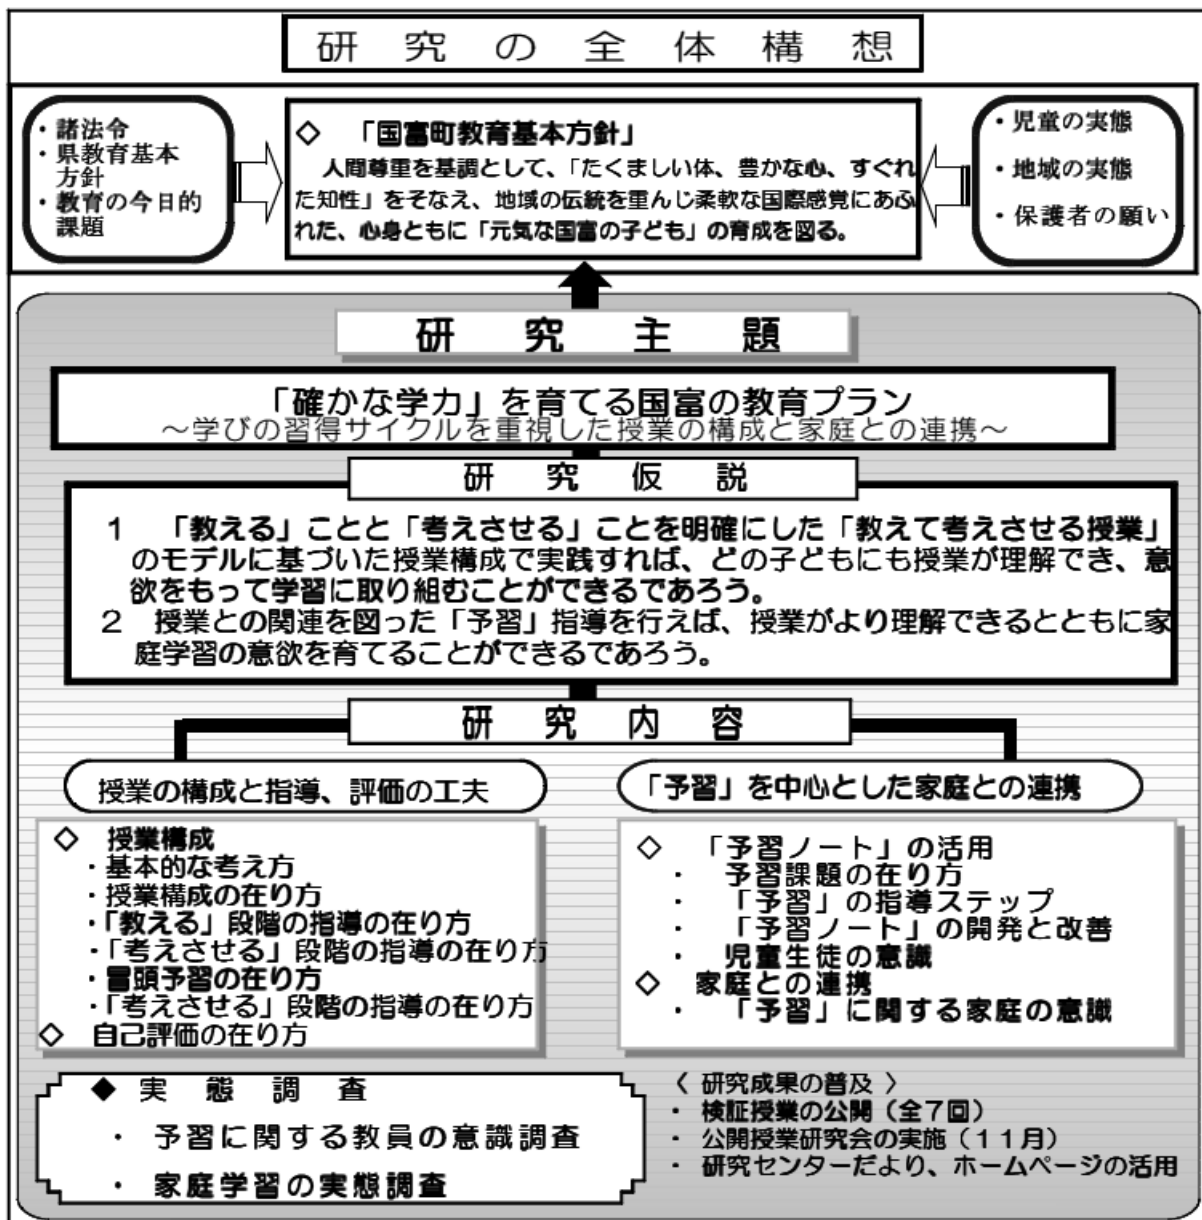 研究の全体構想
・諸法令
・県教育基本
方針
・教育の今日的
課題
◇ 「国富町教育基本方針」
人間尊重を基調として、「たくましい体、豊かな心、すぐれ
た知性」をそなえ、地域の伝統を重んじ柔軟な国際感覚にあふ
れた、心身ともに「元気な国富の子ども」の育成を図る。
・児童の実態
・地域の実態
・保護者の願い
研究主題
「確かな学力」を育てる国富の教育プラン
～学びの習得サイクルを重視した授業の構成と家庭との連携～
研究仮説
1 「教える」ことと「考えさせる」ことを明確にした「教えて考えさせる授業」
のモデルに基づいた授業構成で実践すれば、どの子どもにも授業が理解でき、意
欲をもって学習に取り組むことができるであろう。
2 授業との関連を図った「予習」指導を行えば、授業がより理解できるとともに家
庭学習の意欲を育てることができるであろう。
研究内容
授業の構成と指導、評価の工夫
◇ 授業構成
・基本的な考え方
・授業構成の在り方
・「教える」段階の指導の在り方
・「考えさせる」段階の指導の在り方
・冒頭予習の在り方
・「考えさせる」段階の指導の在り方
◇ 自己評価の在り方
「予習」を中心とした家庭との連携
◇ 「予習ノート」の活用
・ 予習課題の在り方
・ 「予習」の指導ステップ
・ 「予習ノート」の開発と改善
・ 児童生徒の意識
◇ 家庭との連携
・ 「予習」に関する家庭の意識
◆ 実態調査
・ 予習に関する教員の意識調査
・ 家庭学習の実態調査
〈 研究成果の普及 〉
・ 検証授業の公開（全7回）
・ 公開授業研究会の実施（11月）
・ 研究センターだより、ホームページの活用